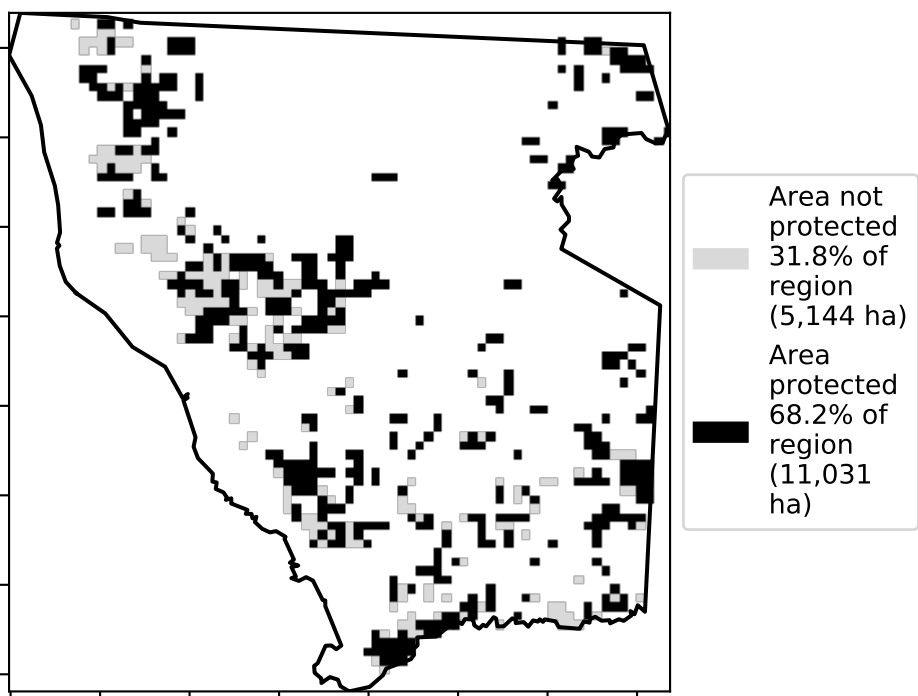 Area not
protected
31.8% of
region
(5,144 ha)
Area
protected
68.2% of
region
(11,031
ha)